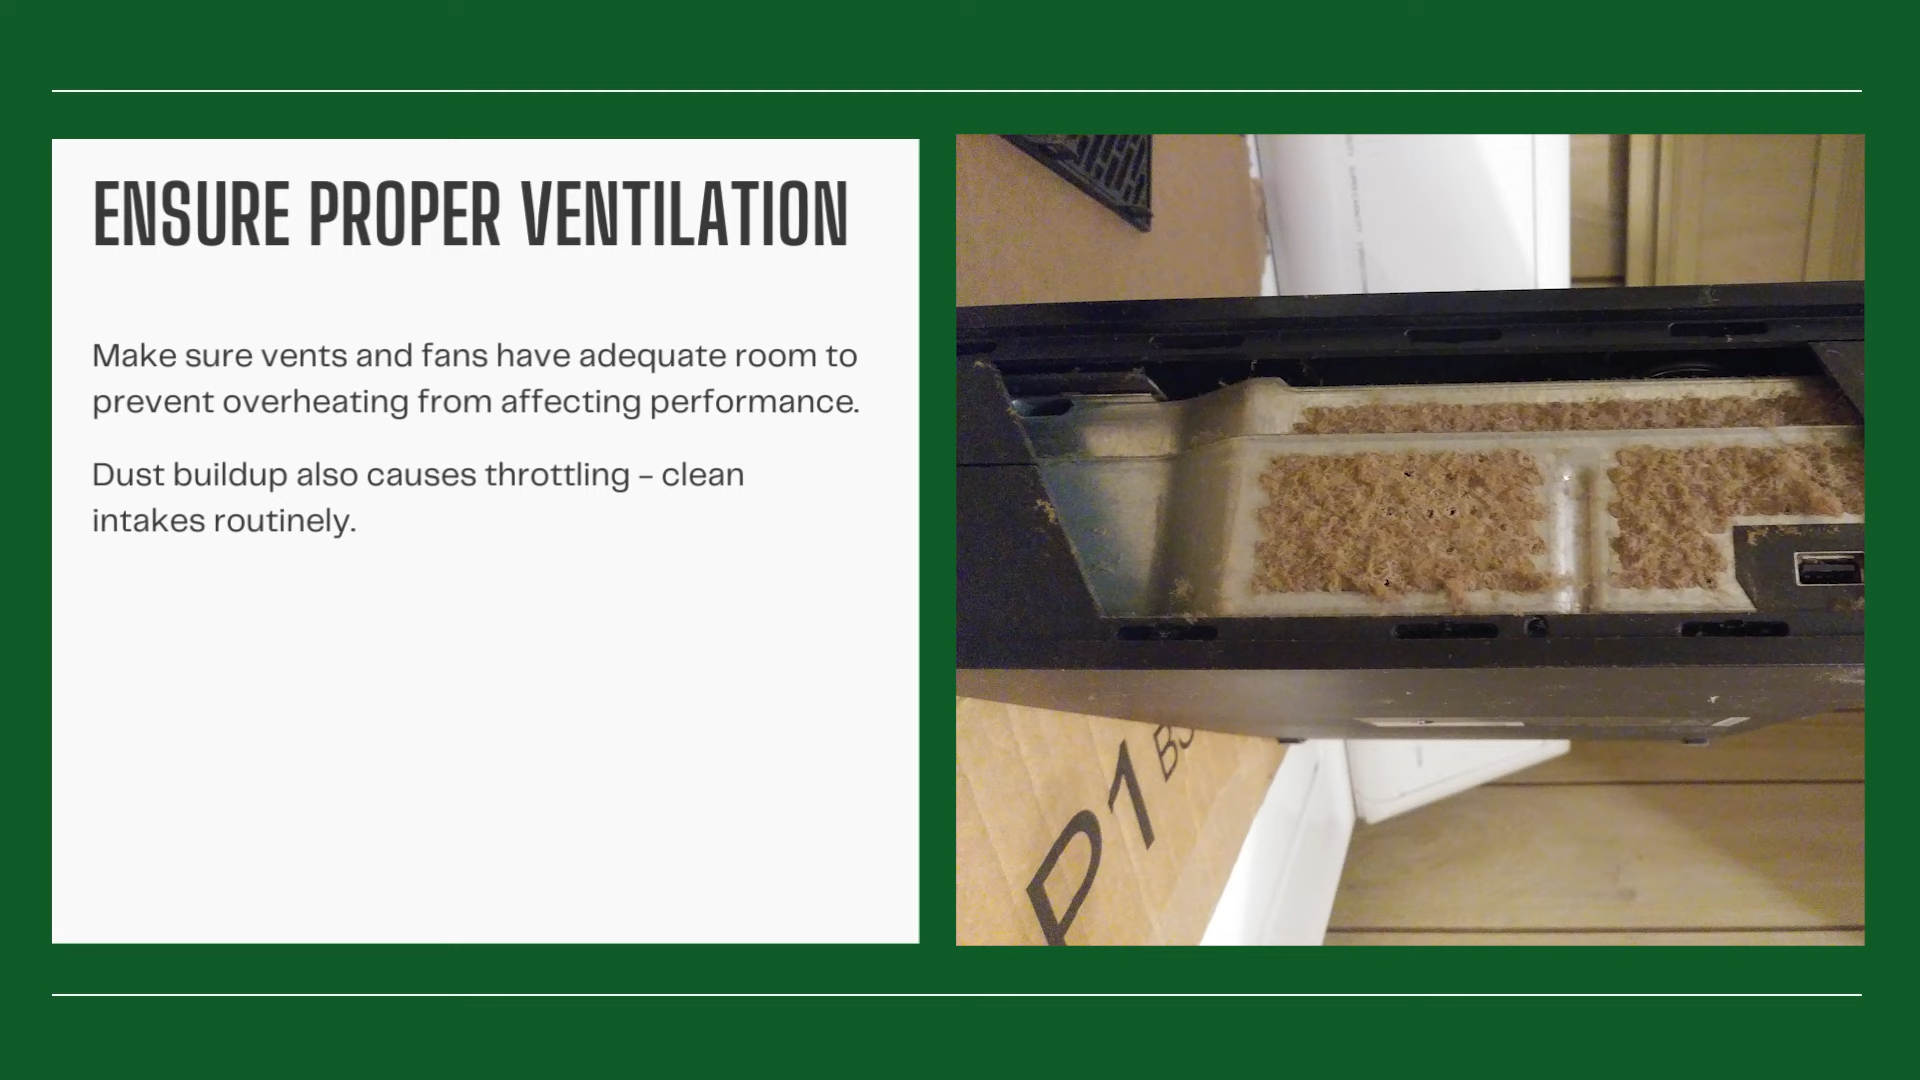 ENSURE PROPER VENTILATION
Make sure vents and fans have adequate room to
prevent overheating from affecting performance.
Dust buildup also causes throttling – clean
intakes routinely.
P1